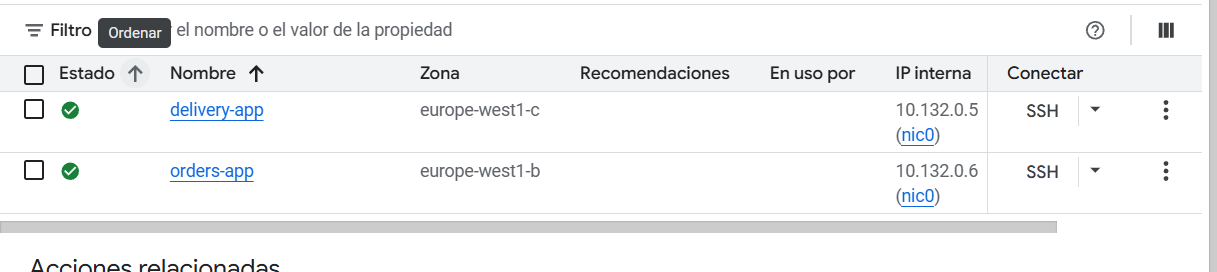 Filtro Ordenar el nombre o el valor de la propiedad
Estado Nombre Zona Recomendaciones En uso por IP interna Conectar
delivery-app europe-west1-c 10.132.0.5 SSH
(nic0)
orders-app europe-west1-b 10.132.0.6 SSH
(nic0)
Acciones relacionadas